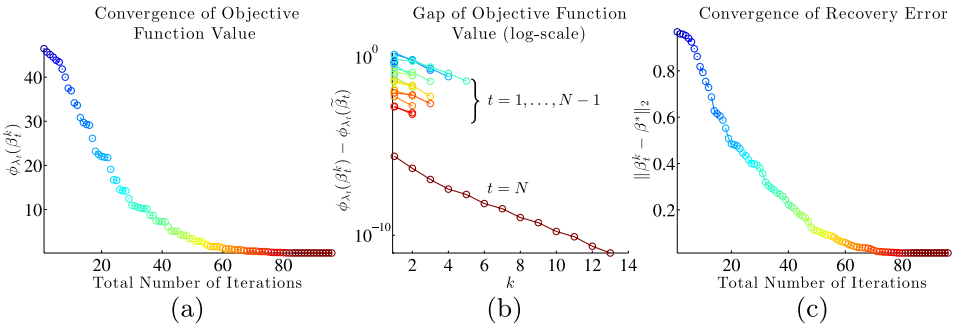 Convergence of Objective
Function Value
ϕ_{λ_t}(β_t^k)
40
30
20
10
20
40
60
80
Total Number of Iterations
(a)
Gap of Objective Function
Value (log-scale)
ϕ_{λ_t}(β_t^k) − ϕ_{λ_t}(β̃_t)
10^0
10^{−10}
t = 1, . . . , N − 1
t = N
2
4
6
8
10
12
14
k
(b)
Convergence of Recovery Error
‖β_t^k − β*‖_2
0.8
0.6
0.4
0.2
20
40
60
80
Total Number of Iterations
(c)